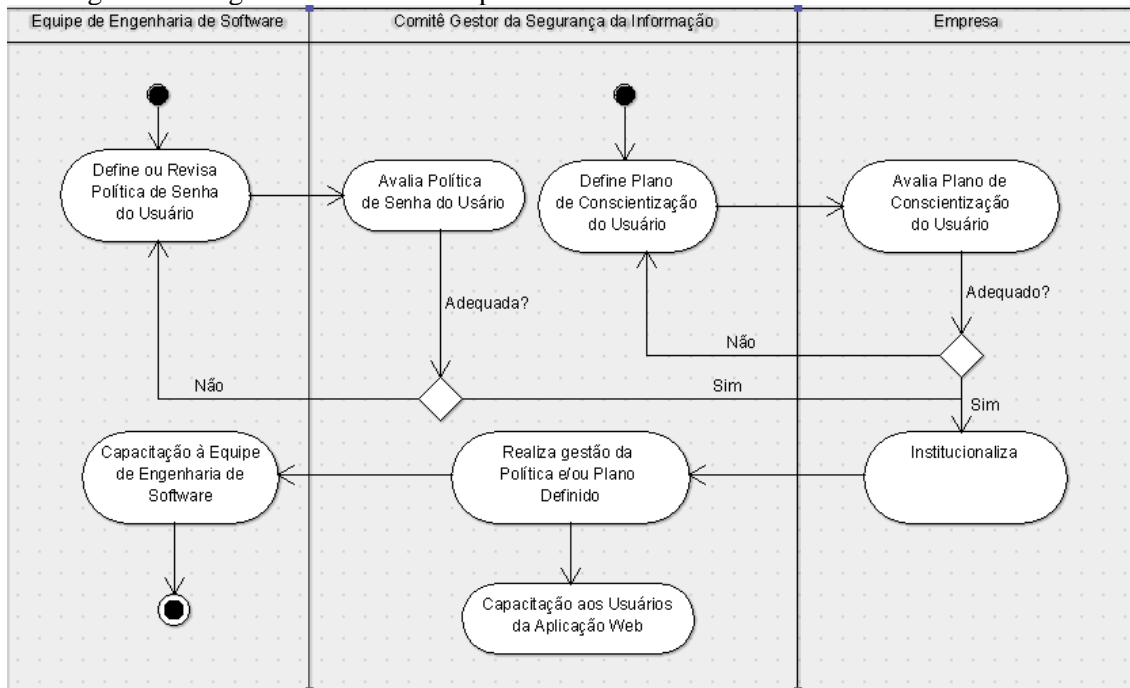 Equipe de Engenharia de Software
Comitê Gestor da Segurança da Informação
Empresa
Define ou Revisa
Política de Senha
do Usuário
Avalia Política
de Senha do Usário
Define Plano
de Conscientização
do Usuário
Avalia Plano de
Conscientização
do Usuário
Adequada?
Adequado?
Não
Não
Sim
Sim
Capacitação à Equipe
de Engenharia de
Software
Realiza gestão da
Política e/ou Plano
Definido
Institucionaliza
Capacitação aos Usuários
da Aplicação Web